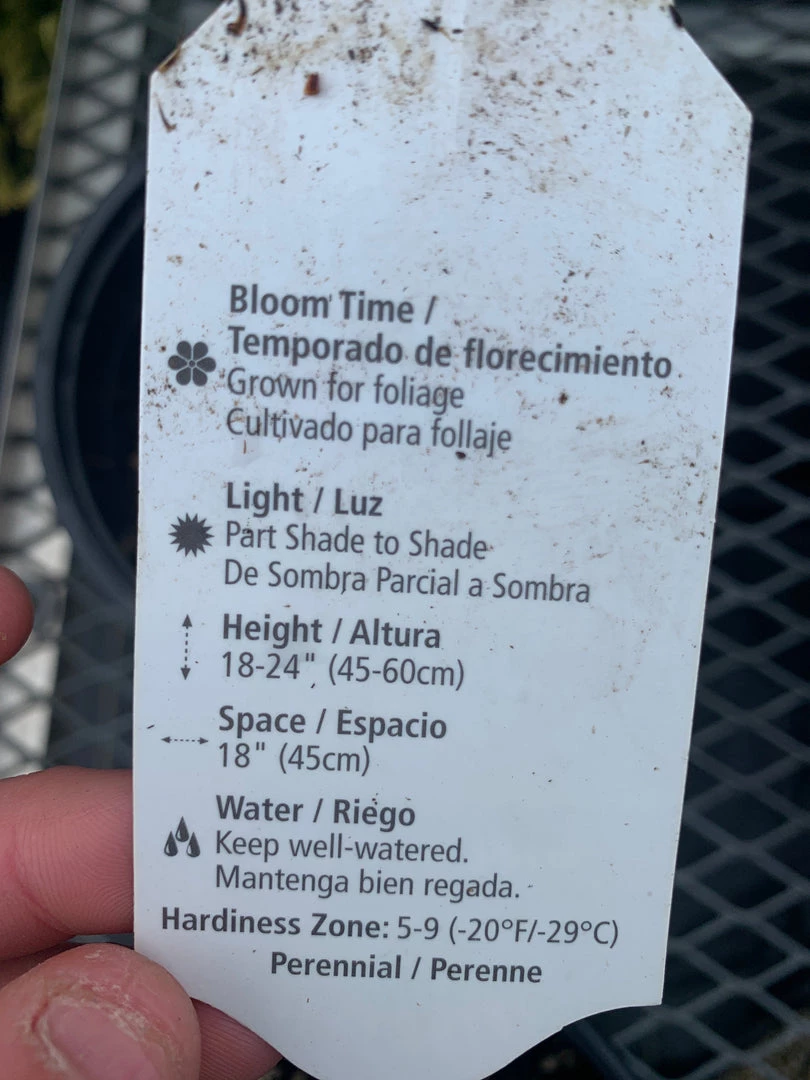 Bloom Time /
Temporado de florecimiento
Grown for foliage
Cultivado para follaje
Light / Luz
Part Shade to Shade
De Sombra Parcial a Sombra
Height / Altura
18-24" (45-60cm)
Space / Espacio
18" (45cm)
Water / Riego
Keep well-watered.
Mantenga bien regada.
Hardiness Zone: 5-9 (-20°F/-29°C)
Perennial / Perenne